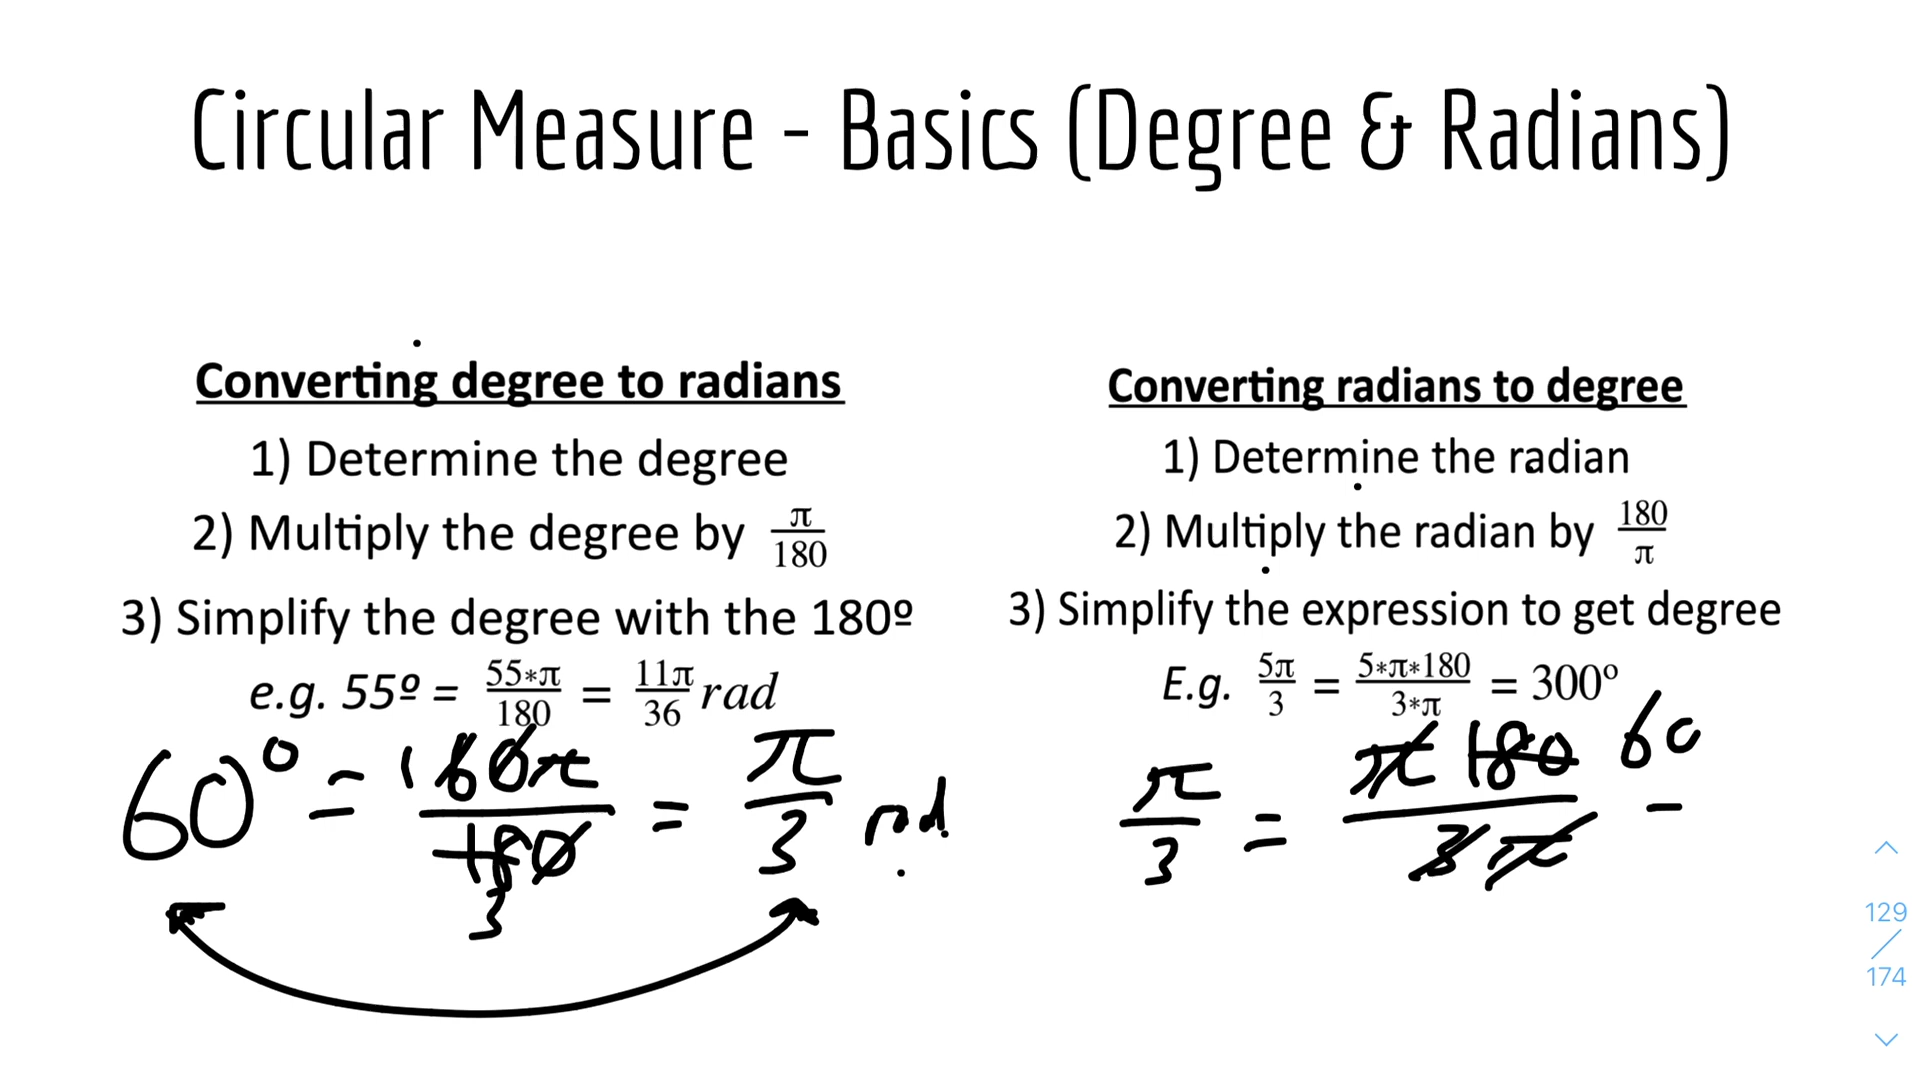 Circular Measure - Basics (Degree & Radians)
Converting degree to radians
1) Determine the degree
2) Multiply the degree by π/180
3) Simplify the degree with the 180º
e.g. 55º = 55*π/180 = 11π/36 rad
60° = 1 60π/180 3 = π/3 rad.
Converting radians to degree
1) Determine the radian
2) Multiply the radian by 180/π
3) Simplify the expression to get degree
E.g. 5π/3 = 5*π*180/3*π = 300º
π/3 = π 180 60/3π -
129
/
174